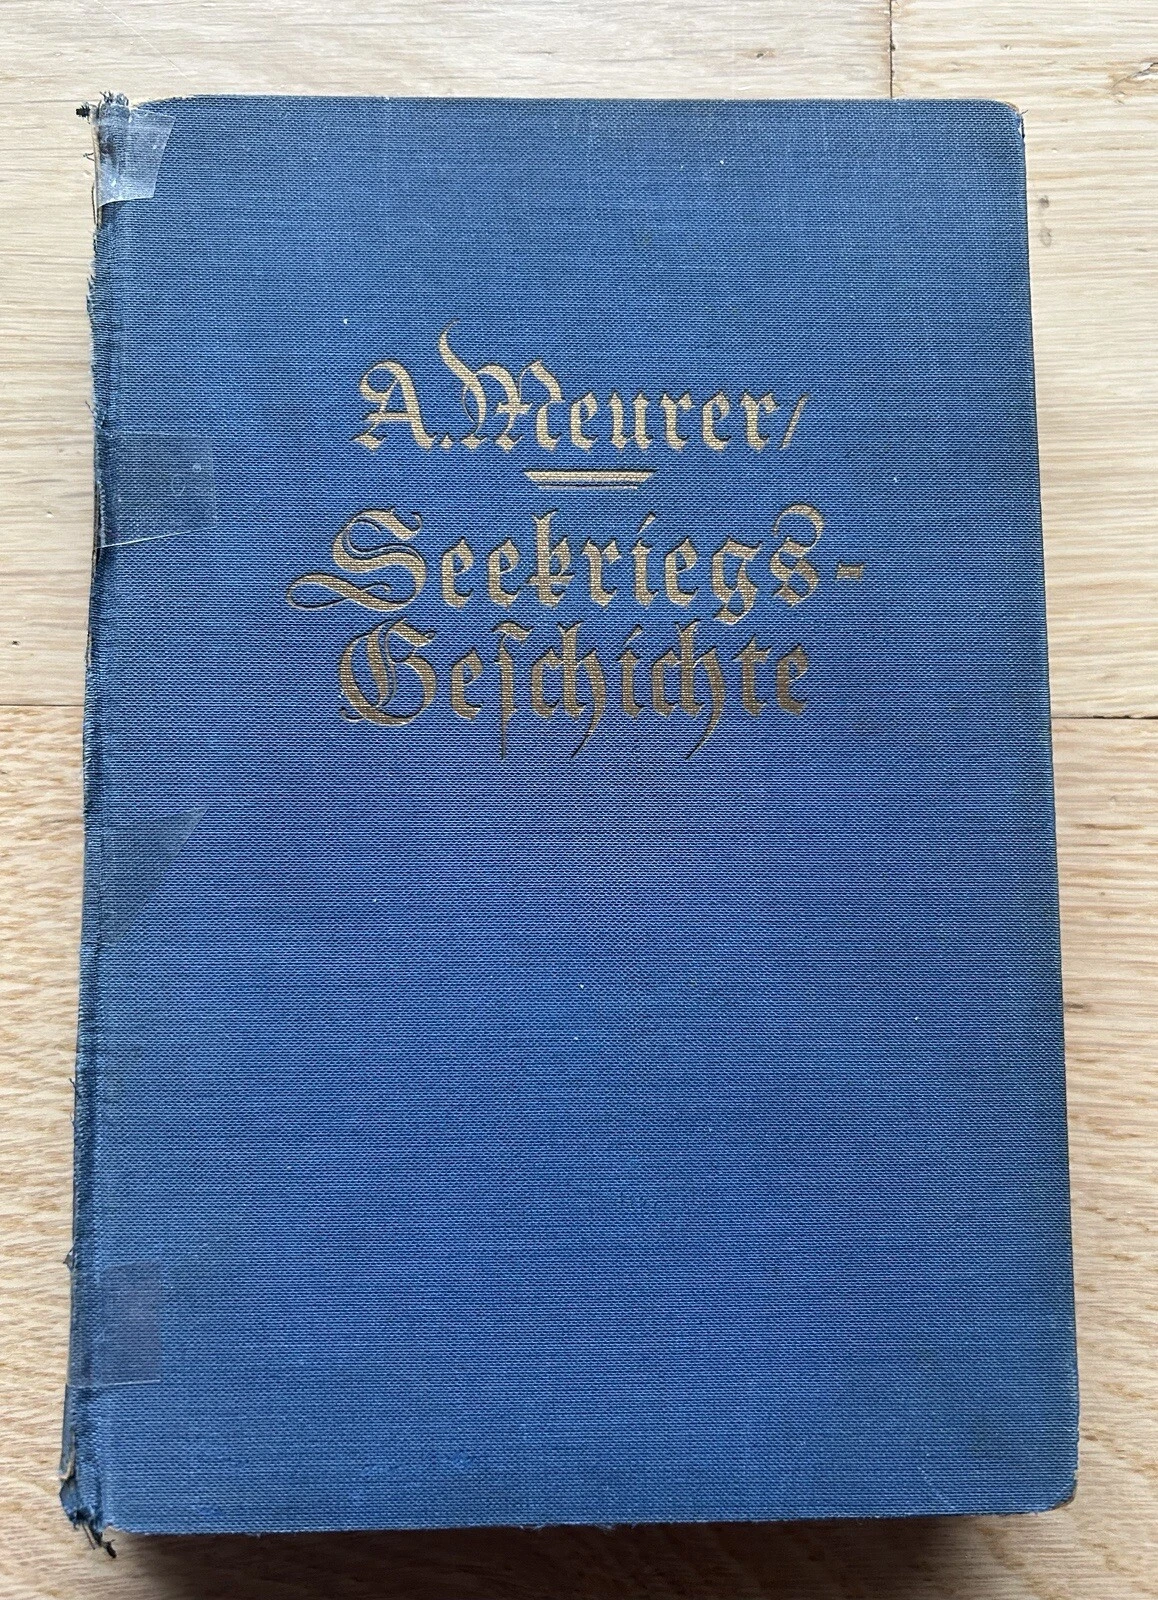 A. Meurer/
Seekriegs-
Geſchichte